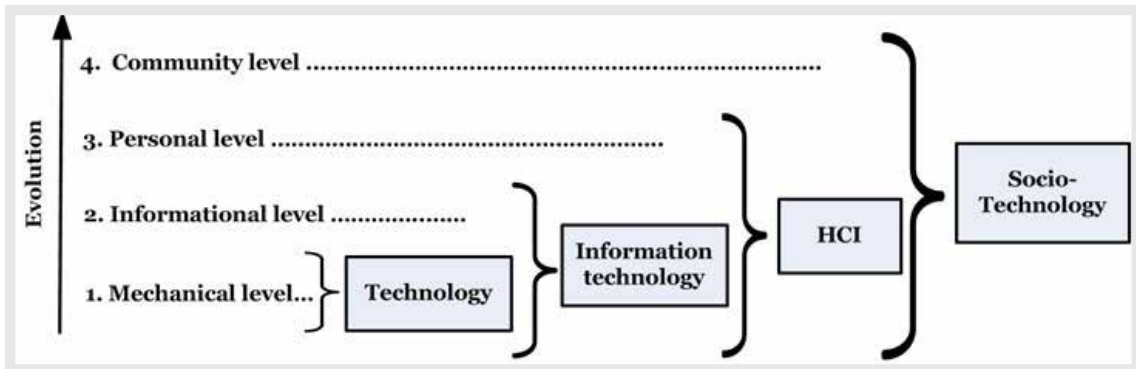 4. Community level ......................................................................................
3. Personal level ...................................................................
2. Informational level .......................
1. Mechanical level...
Technology
Information
technology
HCI
Socio-
Technology
Evolution